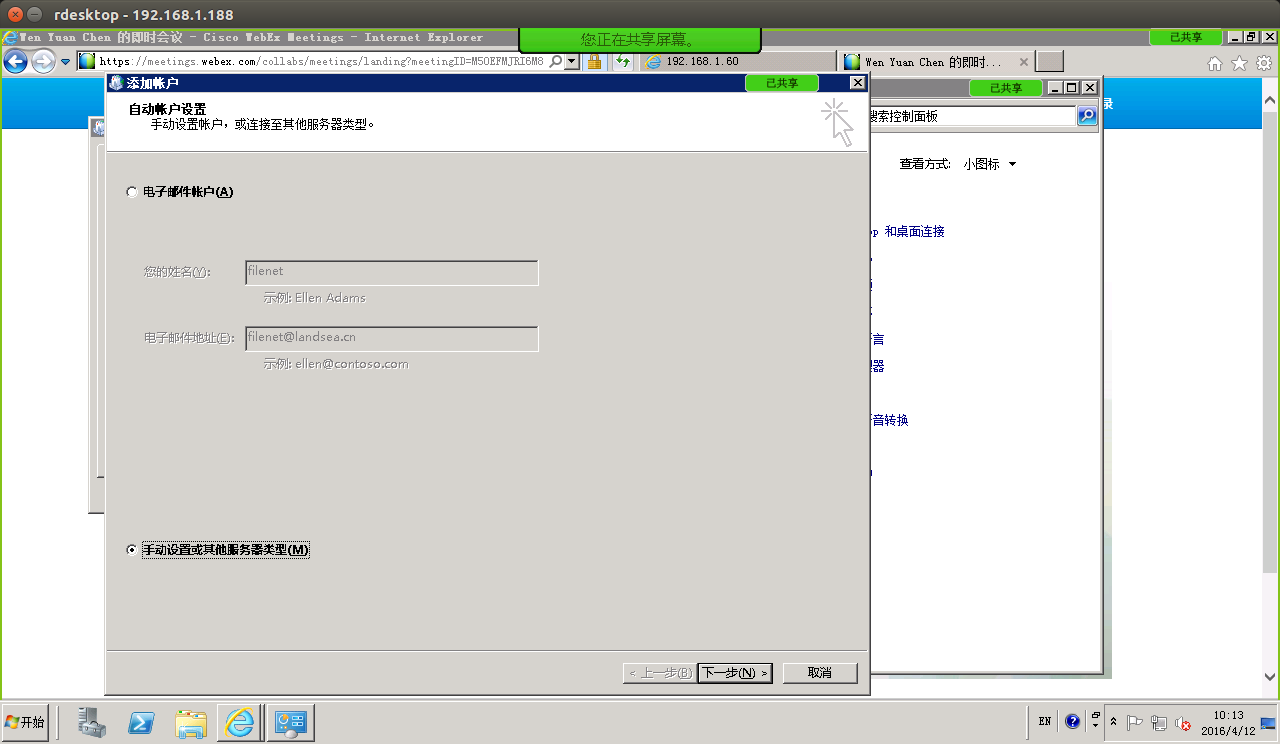 rdesktop - 192.168.1.188
Wen Yuan Chen 的即时会议 - Cisco WebEx Meetings - Internet Explorer
您正在共享屏幕。
已共享
https://meetings.webex.com/collabs/meetings/landing?meetingID=M5OEFMJTRI6M8
192.168.1.60
Wen Yuan Chen 的即时...
添加帐户
已共享
已共享
录
自动帐户设置
手动设置帐户，或连接至其他服务器类型。
搜索控制面板
查看方式:
小图标
电子邮件帐户(A)
op 和桌面连接
您的姓名(Y):
filenet
示例: Ellen Adams
电子邮件地址(E):
filenet@landsea.cn
示例: ellen@contoso.com
言
器
音转换
手动设置或其他服务器类型(M)
< 上一步(B)
下一步(N) >
取消
开始
EN
10:13
2016/4/12